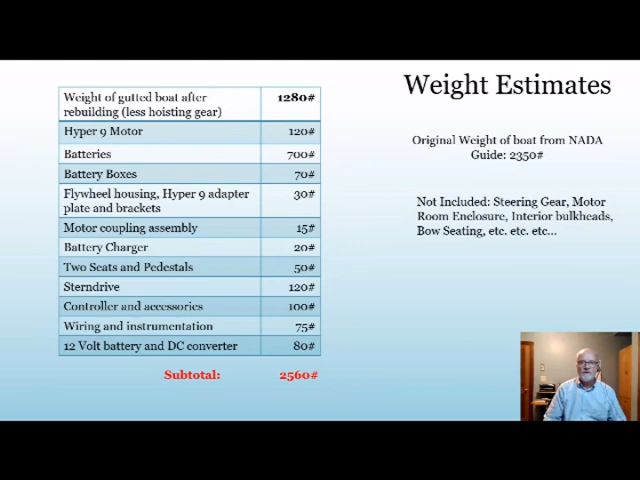 Weight Estimates
Weight of gutted boat after
rebuilding (less hoisting gear) 1280#
Hyper 9 Motor 120#
Batteries 700#
Battery Boxes 70#
Flywheel housing, Hyper 9 adapter
plate and brackets 30#
Motor coupling assembly 15#
Battery Charger 20#
Two Seats and Pedestals 50#
Sterndrive 120#
Controller and accessories 100#
Wiring and instrumentation 75#
12 Volt battery and DC converter 80#
Subtotal: 2560#
Original Weight of boat from NADA
Guide: 2350#
Not Included: Steering Gear, Motor
Room Enclosure, Interior bulkheads,
Bow Seating, etc. etc. etc...